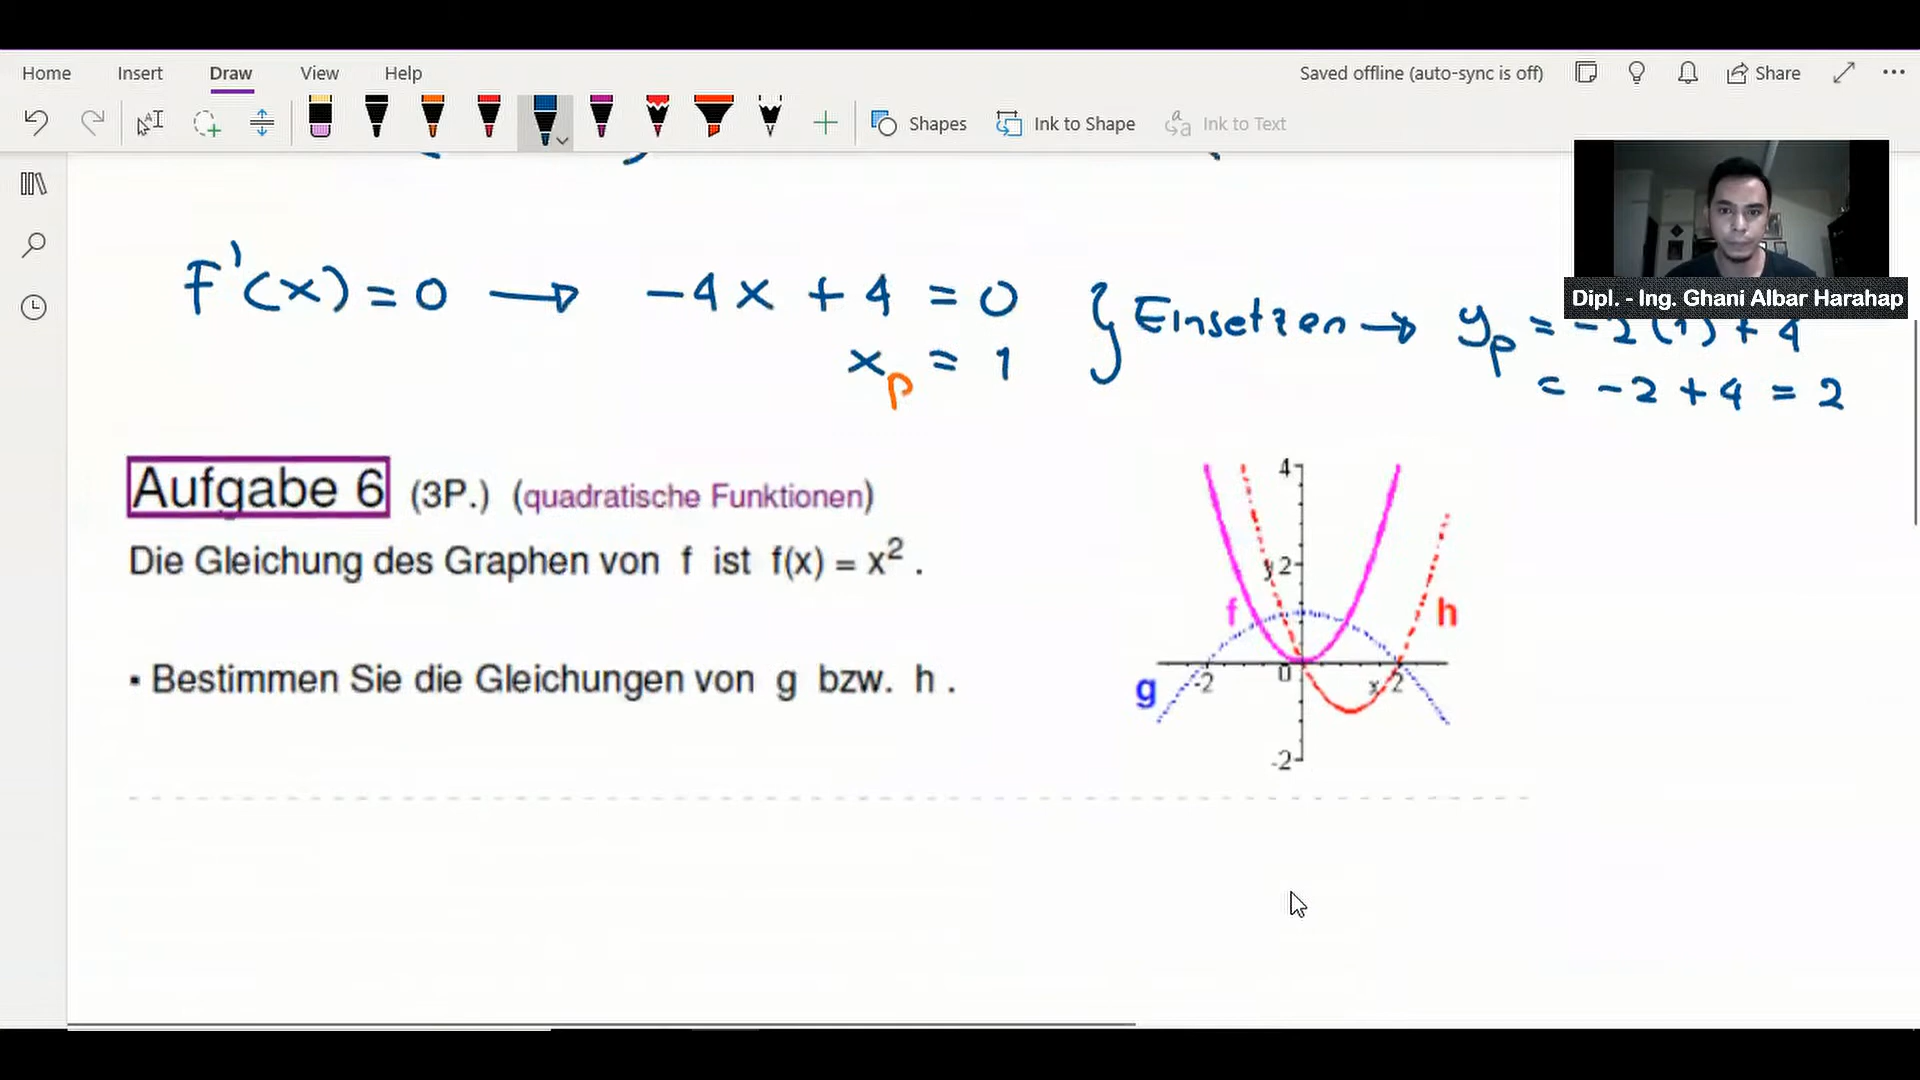 Home Insert Draw View Help Saved offline (auto-sync is off) Share
Shapes Ink to Shape Ink to Text
Dipl. - Ing. Ghani Albar Harahap
F'(x) = 0 → -4x + 4 = 0 } Einsetzen → yp = -2(1) + 4
xp = 1 = -2 + 4 = 2
Aufgabe 6 (3P.) (quadratische Funktionen)
Die Gleichung des Graphen von f ist f(x) = x² .
▪ Bestimmen Sie die Gleichungen von g bzw. h .
4
y 2
f h
g -2 0 x 2
-2